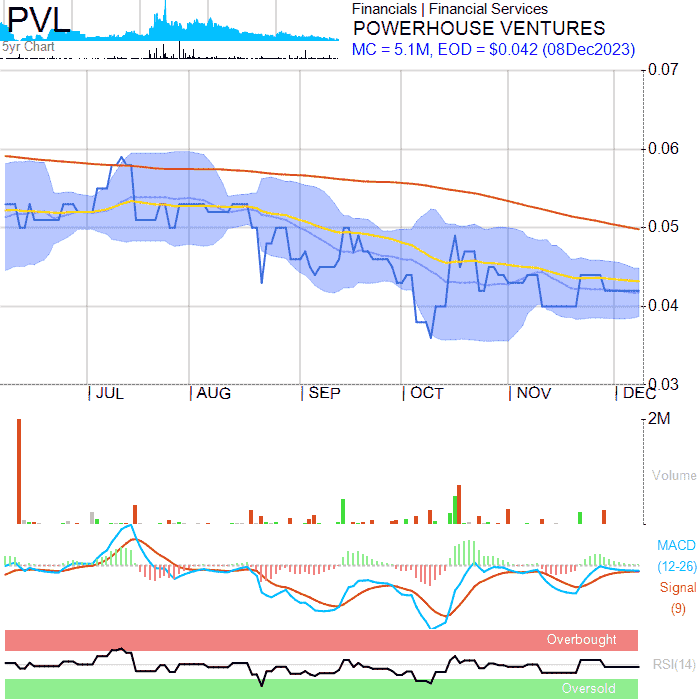 PVL
5yr Chart
Financials | Financial Services
POWERHOUSE VENTURES
MC = 5.1M, EOD = $0.042 (08Dec2023)
0.07
0.06
0.05
0.04
0.03
JUL AUG SEP OCT NOV DEC
2M
Volume
MACD
(12-26)
Signal
(9)
Overbought
RSI(14)
Oversold